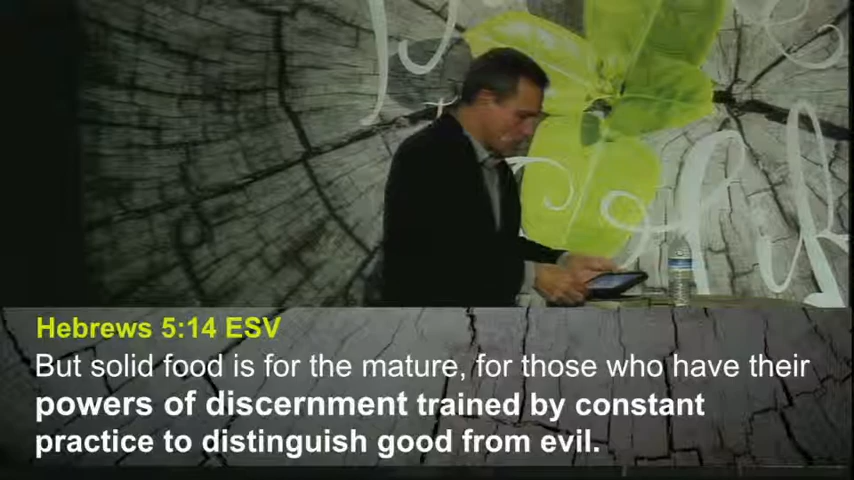 Hebrews 5:14 ESV
But solid food is for the mature, for those who have their
powers of discernment trained by constant
practice to distinguish good from evil.